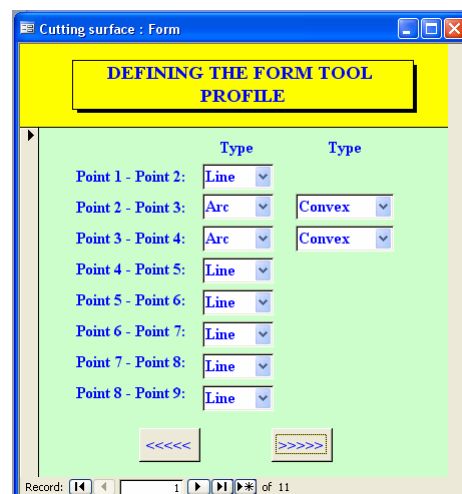 Cutting surface : Form
DEFINING THE FORM TOOL
PROFILE
Type Type
Point 1 - Point 2: Line
Point 2 - Point 3: Arc Convex
Point 3 - Point 4: Arc Convex
Point 4 - Point 5: Line
Point 5 - Point 6: Line
Point 6 - Point 7: Line
Point 7 - Point 8: Line
Point 8 - Point 9: Line
<<<<< >>>>>
Record: 1 of 11